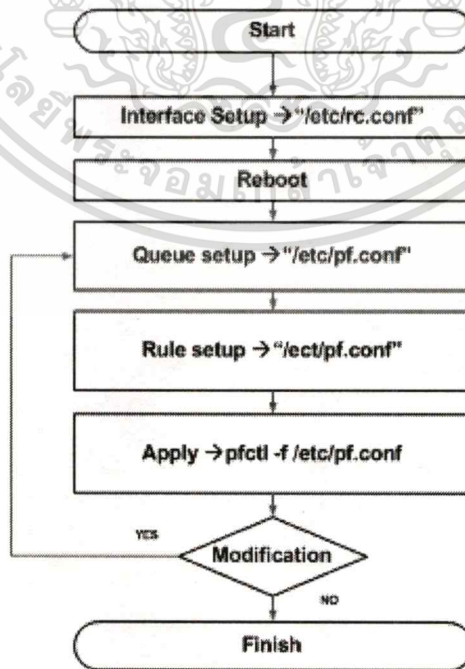 Start
Interface Setup →"/etc/rc.conf"
Reboot
Queue setup →"/etc/pf.conf"
Rule setup →"/ect/pf.conf"
Apply →pfctl -f /etc/pf.conf
YES
Modification
NO
Finish